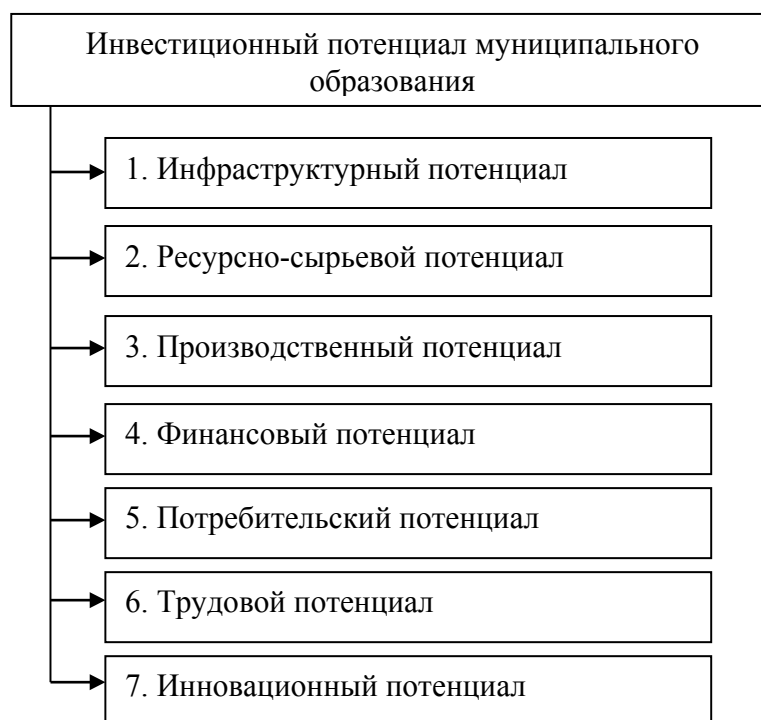 Инвестиционный потенциал муниципального
образования
1. Инфраструктурный потенциал
2. Ресурсно-сырьевой потенциал
3. Производственный потенциал
4. Финансовый потенциал
5. Потребительский потенциал
6. Трудовой потенциал
7. Инновационный потенциал